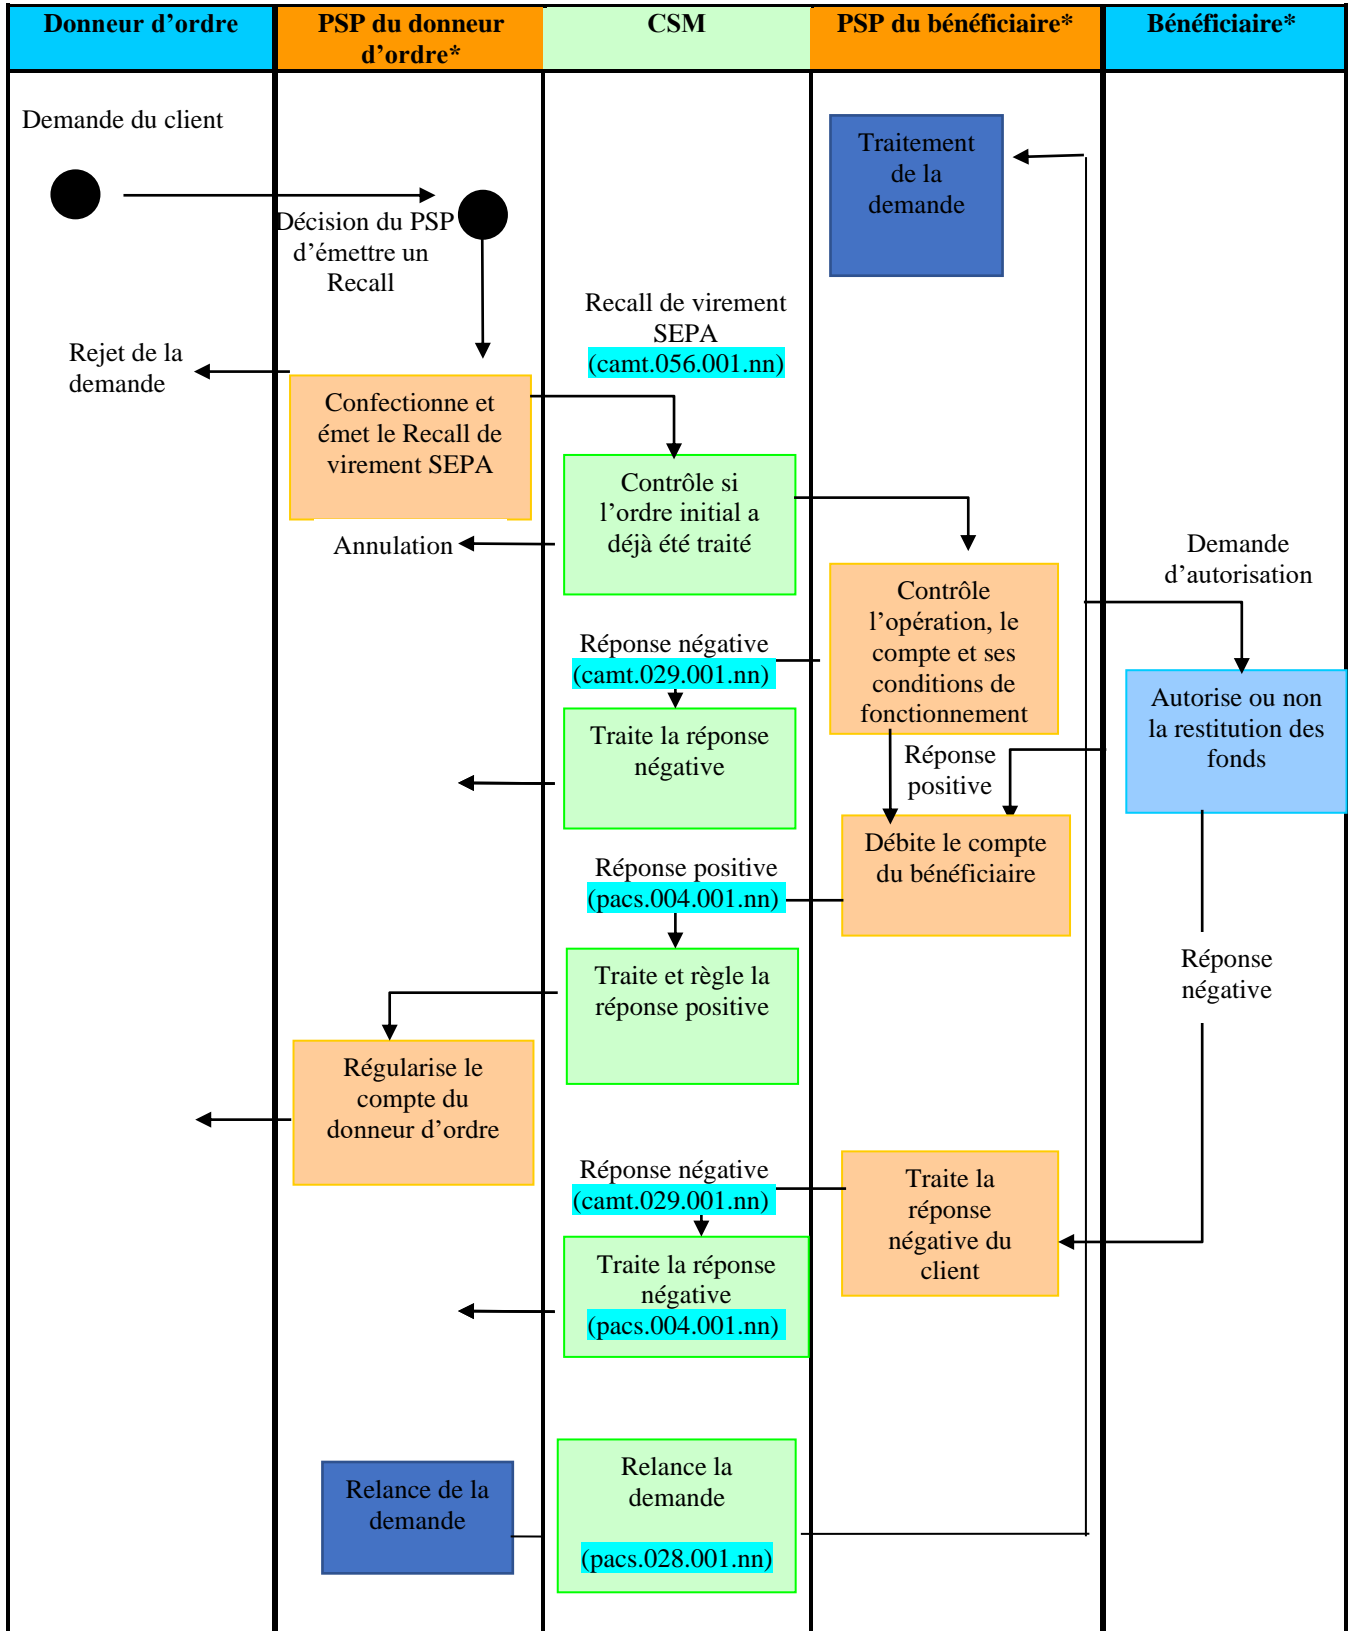 Donneur d’ordre
PSP du donneur
d’ordre*
CSM
PSP du bénéficiaire*
Bénéficiaire*
Demande du client
Traitement
de la
demande
Décision du PSP
d’émettre un
Recall
Recall de virement
SEPA
(camt.056.001.nn)
Rejet de la
demande
Confectionne et
émet le Recall de
virement SEPA
Contrôle si
l’ordre initial a
déjà été traité
Annulation
Demande
d’autorisation
Contrôle
l’opération, le
compte et ses
conditions de
fonctionnement
Réponse négative
(camt.029.001.nn)
Autorise ou non
la restitution des
fonds
Traite la réponse
négative
Réponse
positive
Débite le compte
du bénéficiaire
Réponse positive
(pacs.004.001.nn)
Réponse
négative
Traite et règle la
réponse positive
Régularise le
compte du
donneur d’ordre
Réponse négative
(camt.029.001.nn)
Traite la
réponse
négative du
client
Traite la réponse
négative
(pacs.004.001.nn)
Relance de la
demande
Relance la
demande
(pacs.028.001.nn)